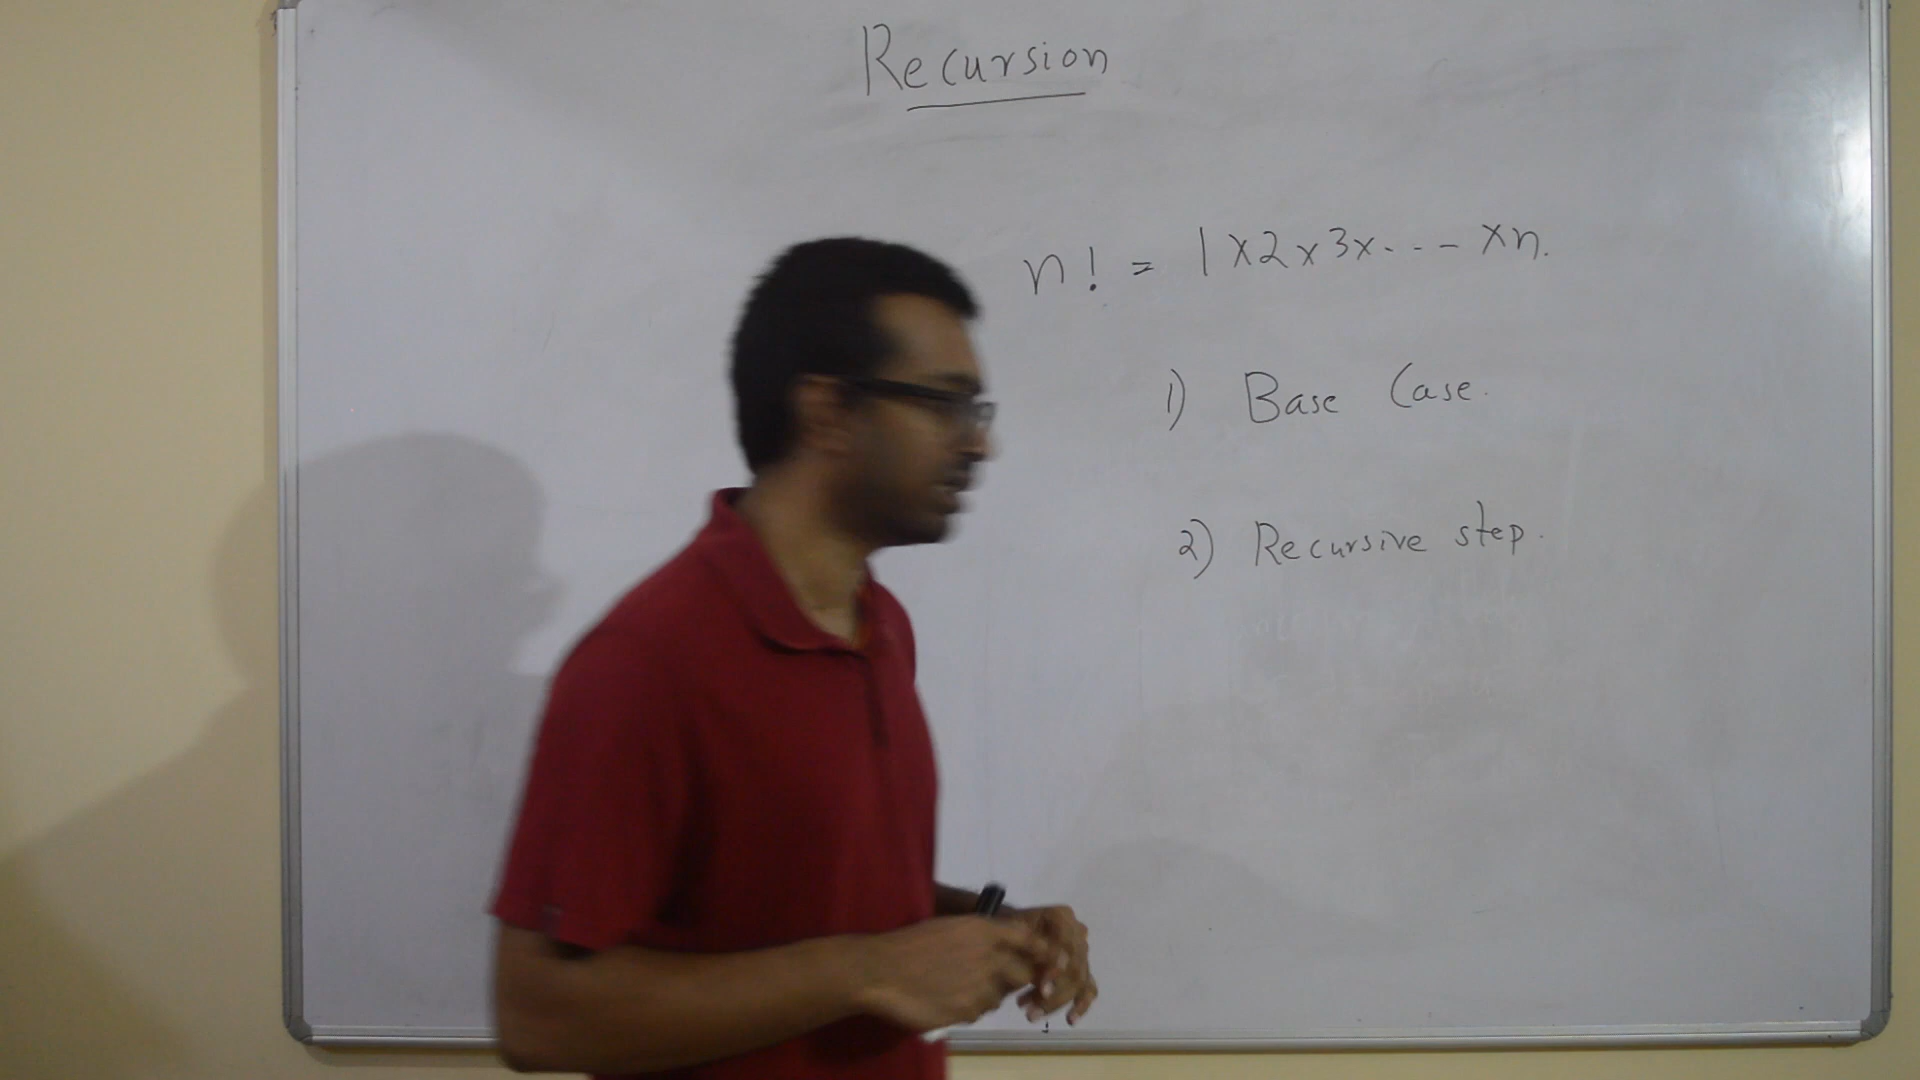 Recursion
n! = 1x2x3x...-xn.
1) Base Case.
2) Recursive step.